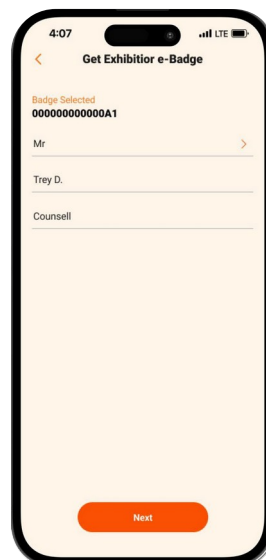 4:07 LTE
Get Exhibitior e-Badge
Badge Selected
000000000000A1
Mr
Trey D.
Counsell
Next